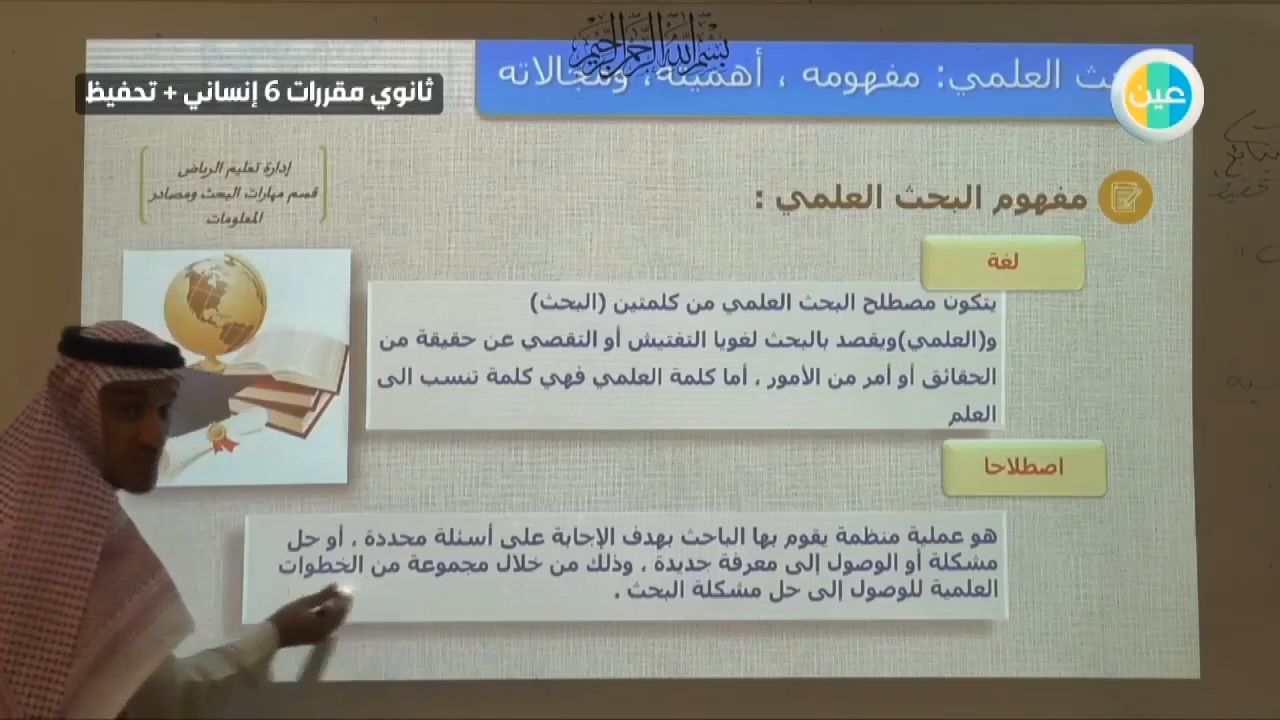 بسم الله الرحمن الرحيم
العلمي: مفهومه ، أهميته، ومجالاته
عين
ثانوي مقررات 6 إنساني + تحفيظ
إدارة تعليم الرياض
قسم مهارات البحث ومصادر
المعلومات
مفهوم البحث العلمي :
لغة
يتكون مصطلح البحث العلمي من كلمتين (البحث)
و(العلمي)ويقصد بالبحث لغويا التفتيش أو التقصي عن حقيقة من
الحقائق أو أمر من الأمور ، أما كلمة العلمي فهي كلمة تنسب الى
العلم
اصطلاحا
هو عملية منظمة يقوم بها الباحث بهدف الإجابة على أسئلة محددة ، أو حل
مشكلة أو الوصول إلى معرفة جديدة ، وذلك من خلال مجموعة من الخطوات
العلمية للوصول إلى حل مشكلة البحث .